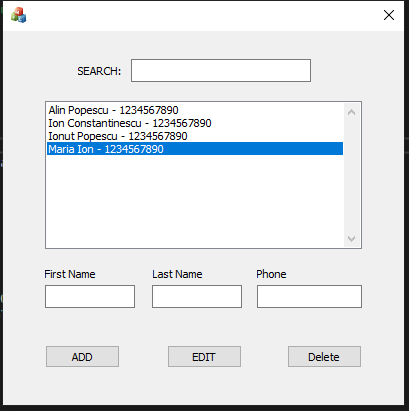 SEARCH:
Alin Popescu - 1234567890
Ion Constantinescu - 1234567890
Ionut Popescu - 1234567890
Maria Ion - 1234567890
First Name Last Name Phone
ADD EDIT Delete